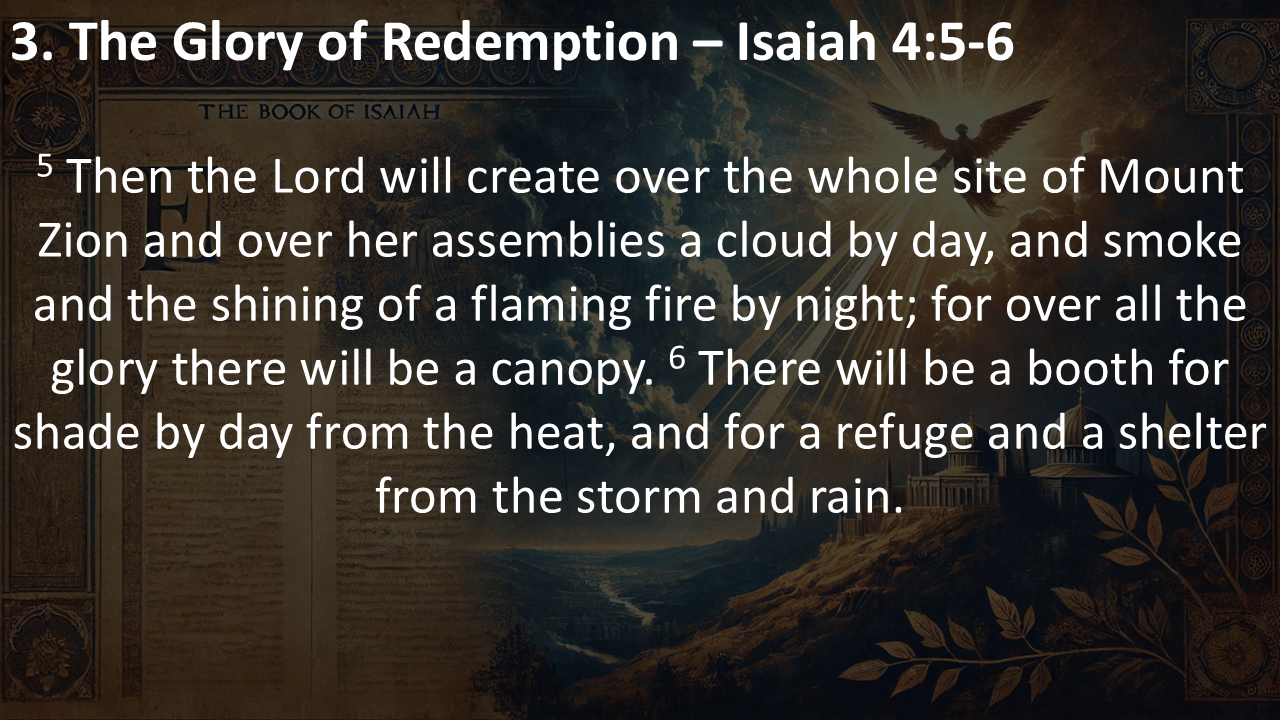 3. The Glory of Redemption – Isaiah 4:5-6
THE BOOK OF ISAIAH
5 Then the Lord will create over the whole site of Mount
Zion and over her assemblies a cloud by day, and smoke
and the shining of a flaming fire by night; for over all the
glory there will be a canopy. 6 There will be a booth for
shade by day from the heat, and for a refuge and a shelter
from the storm and rain.